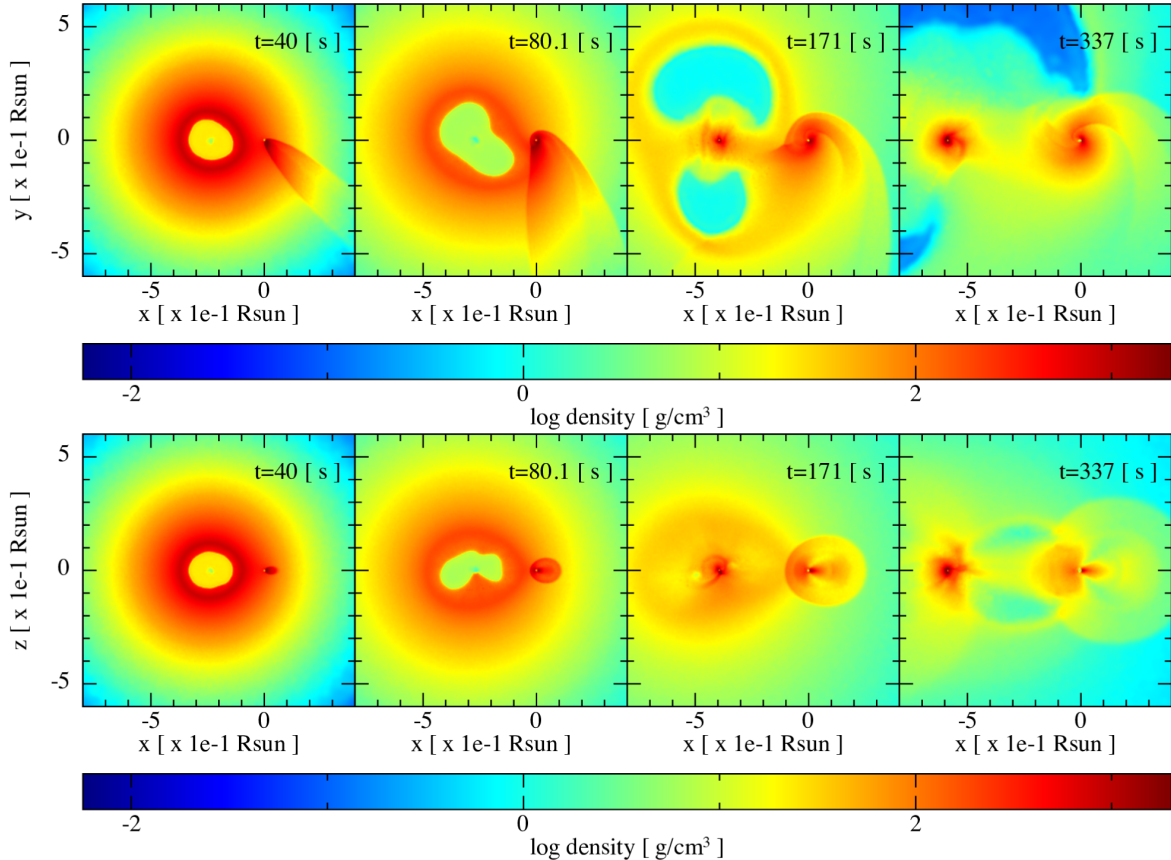 5
0
-5
y [ x 1e-1 Rsun ]
t=40 [ s ]
t=80.1 [ s ]
t=171 [ s ]
t=337 [ s ]
-5 0 -5 0 -5 0 -5 0
x [ x 1e-1 Rsun ] x [ x 1e-1 Rsun ] x [ x 1e-1 Rsun ] x [ x 1e-1 Rsun ]
-2 0 2
log density [ g/cm³ ]
5
0
-5
z [ x 1e-1 Rsun ]
t=40 [ s ]
t=80.1 [ s ]
t=171 [ s ]
t=337 [ s ]
-5 0 -5 0 -5 0 -5 0
x [ x 1e-1 Rsun ] x [ x 1e-1 Rsun ] x [ x 1e-1 Rsun ] x [ x 1e-1 Rsun ]
-2 0 2
log density [ g/cm³ ]